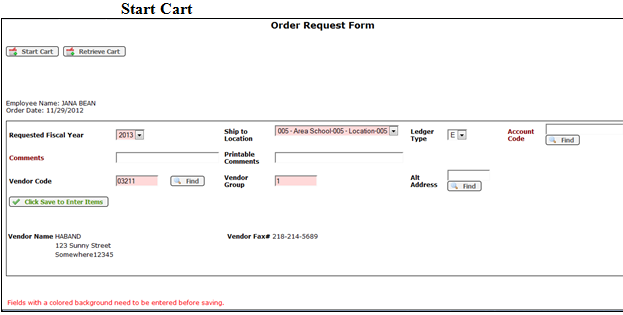 Start Cart
Order Request Form
Start Cart Retrieve Cart
Employee Name: JANA BEAN
Order Date: 11/29/2012
Requested Fiscal Year 2013 Ship to Location 005 - Area School-005 - Location-005 Ledger Type E Account Code Find
Comments Printable Comments
Vendor Code 03211 Find Vendor Group 1 Alt Address Find
Click Save to Enter Items
Vendor Name HABAND Vendor Fax# 218-214-5689
123 Sunny Street
Somewhere12345
Fields with a colored background need to be entered before saving.